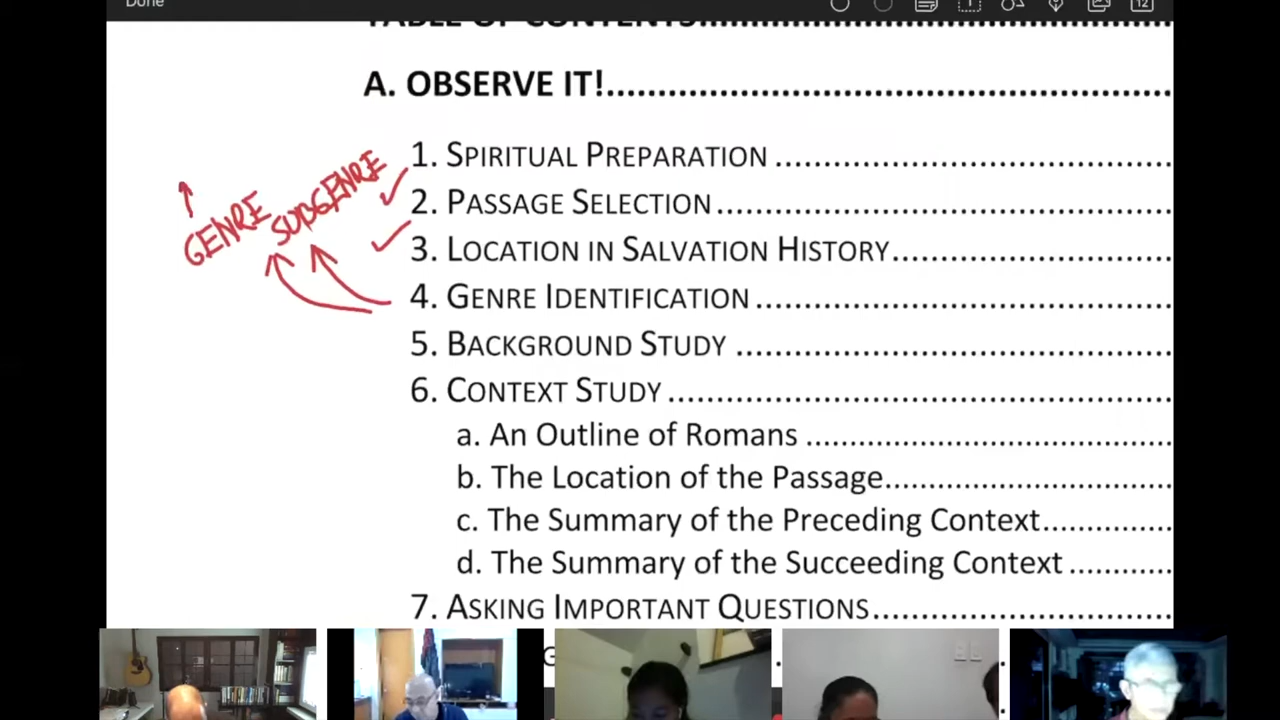 Done
TABLE OF CONTENTS....................................................
A. OBSERVE IT!............................................
1. SPIRITUAL PREPARATION ...................................
2. PASSAGE SELECTION........................................
3. LOCATION IN SALVATION HISTORY.........................
4. GENRE IDENTIFICATION .....................................
5. BACKGROUND STUDY .......................................
6. CONTEXT STUDY.............................................
a. An Outline of Romans ................................
b. The Location of the Passage.........................
c. The Summary of the Preceding Context...........
d. The Summary of the Succeeding Context ........
7. ASKING IMPORTANT QUESTIONS...........................
GENRE
SUBGENRE
12